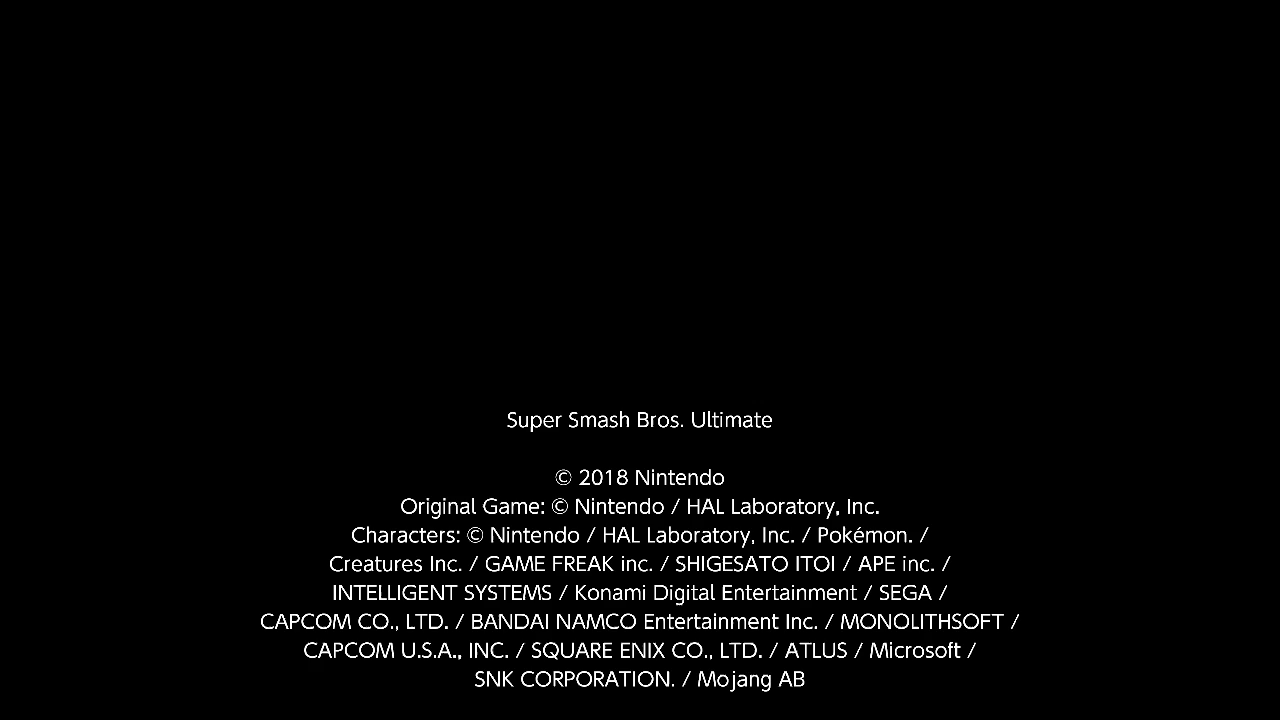 Super Smash Bros. Ultimate
© 2018 Nintendo
Original Game: © Nintendo / HAL Laboratory, Inc.
Characters: © Nintendo / HAL Laboratory, Inc. / Pokémon. /
Creatures Inc. / GAME FREAK inc. / SHIGESATO ITOI / APE inc. /
INTELLIGENT SYSTEMS / Konami Digital Entertainment / SEGA /
CAPCOM CO., LTD. / BANDAI NAMCO Entertainment Inc. / MONOLITHSOFT /
CAPCOM U.S.A., INC. / SQUARE ENIX CO., LTD. / ATLUS / Microsoft /
SNK CORPORATION. / Mojang AB